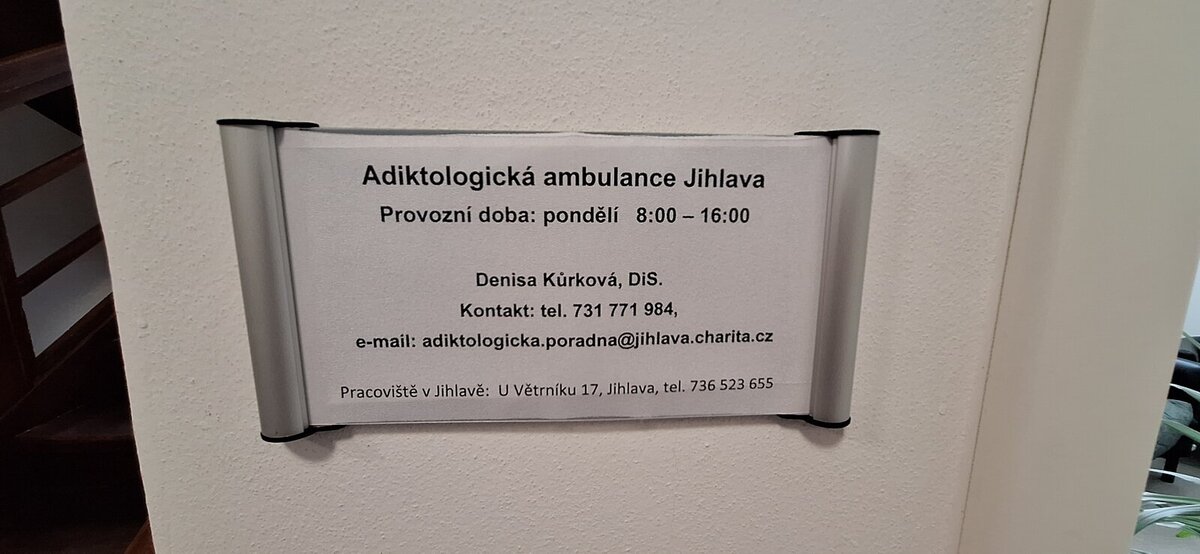 Adiktologická ambulance Jihlava
Provozní doba: pondělí 8:00 – 16:00
Denisa Kůrková, DiS.
Kontakt: tel. 731 771 984,
e-mail: adiktologicka.poradna@jihlava.charita.cz
Pracoviště v Jihlavě: U Větrníku 17, Jihlava, tel. 736 523 655